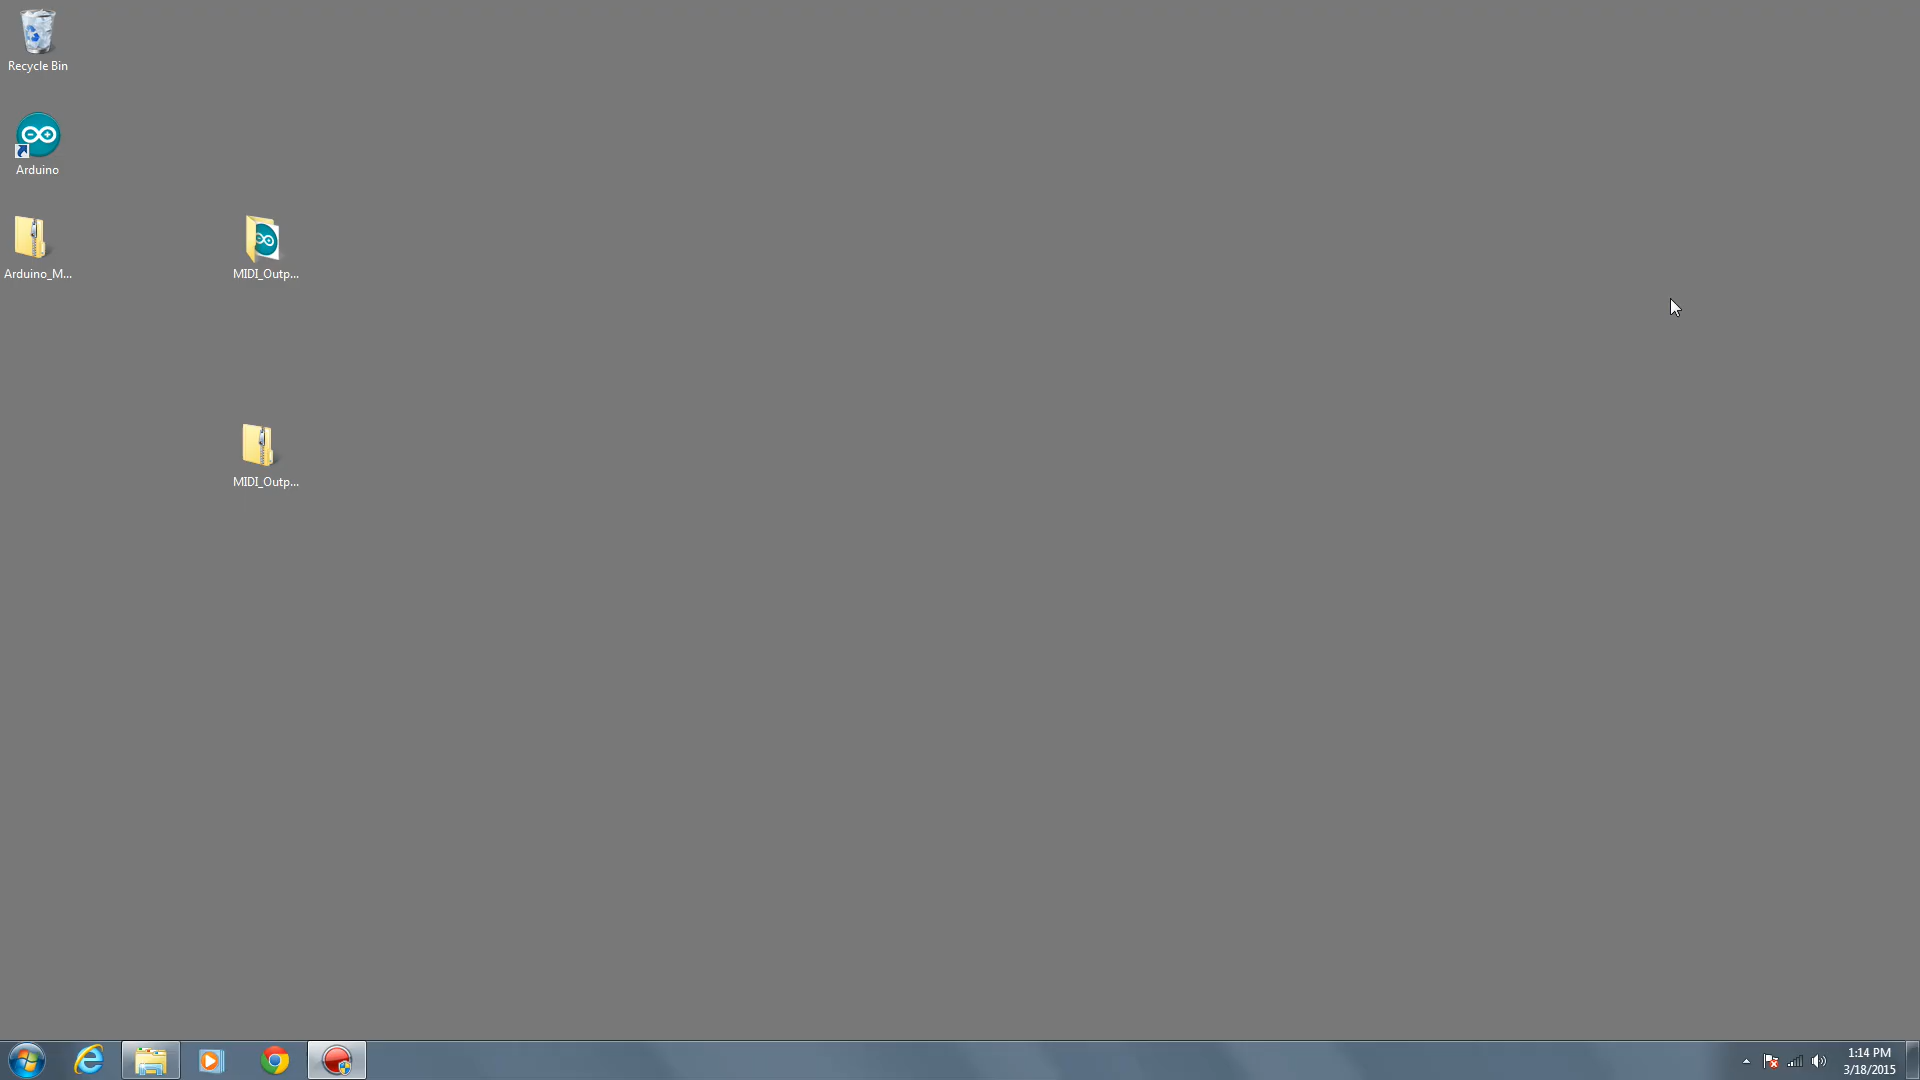 Recycle Bin
Arduino
Arduino_M...
MIDI_Outp...
MIDI_Outp...
1:14 PM
3/18/2015